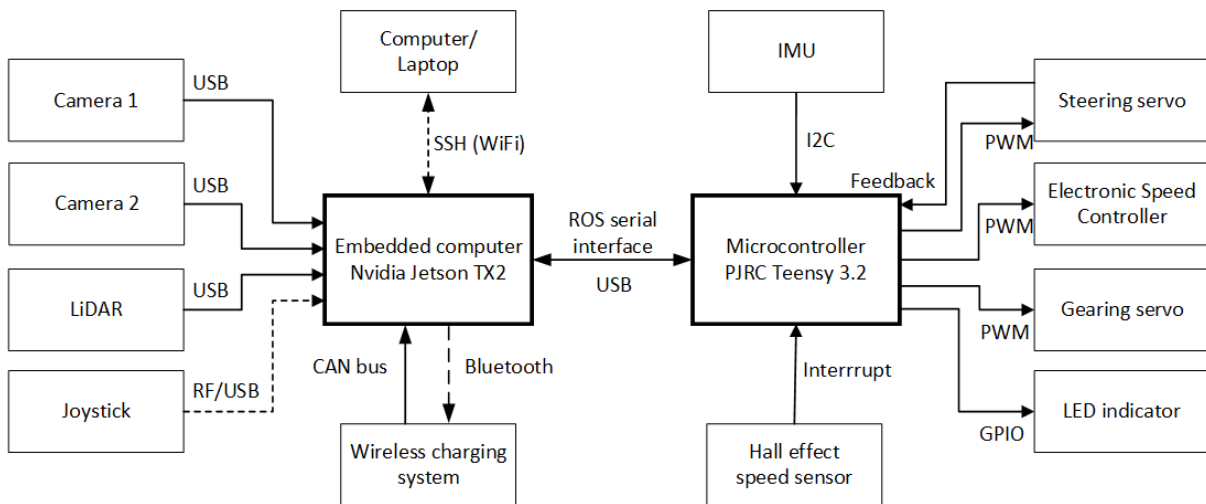 Computer/
Laptop
IMU
Camera 1
USB
Steering servo
SSH (WiFi)
I2C
PWM
Camera 2
USB
Feedback
Electronic Speed
Controller
PWM
Embedded computer
Nvidia Jetson TX2
ROS serial
interface
USB
Microcontroller
PJRC Teensy 3.2
LiDAR
USB
Gearing servo
PWM
CAN bus
Bluetooth
Interrrupt
Joystick
RF/USB
LED indicator
GPIO
Wireless charging
system
Hall effect
speed sensor